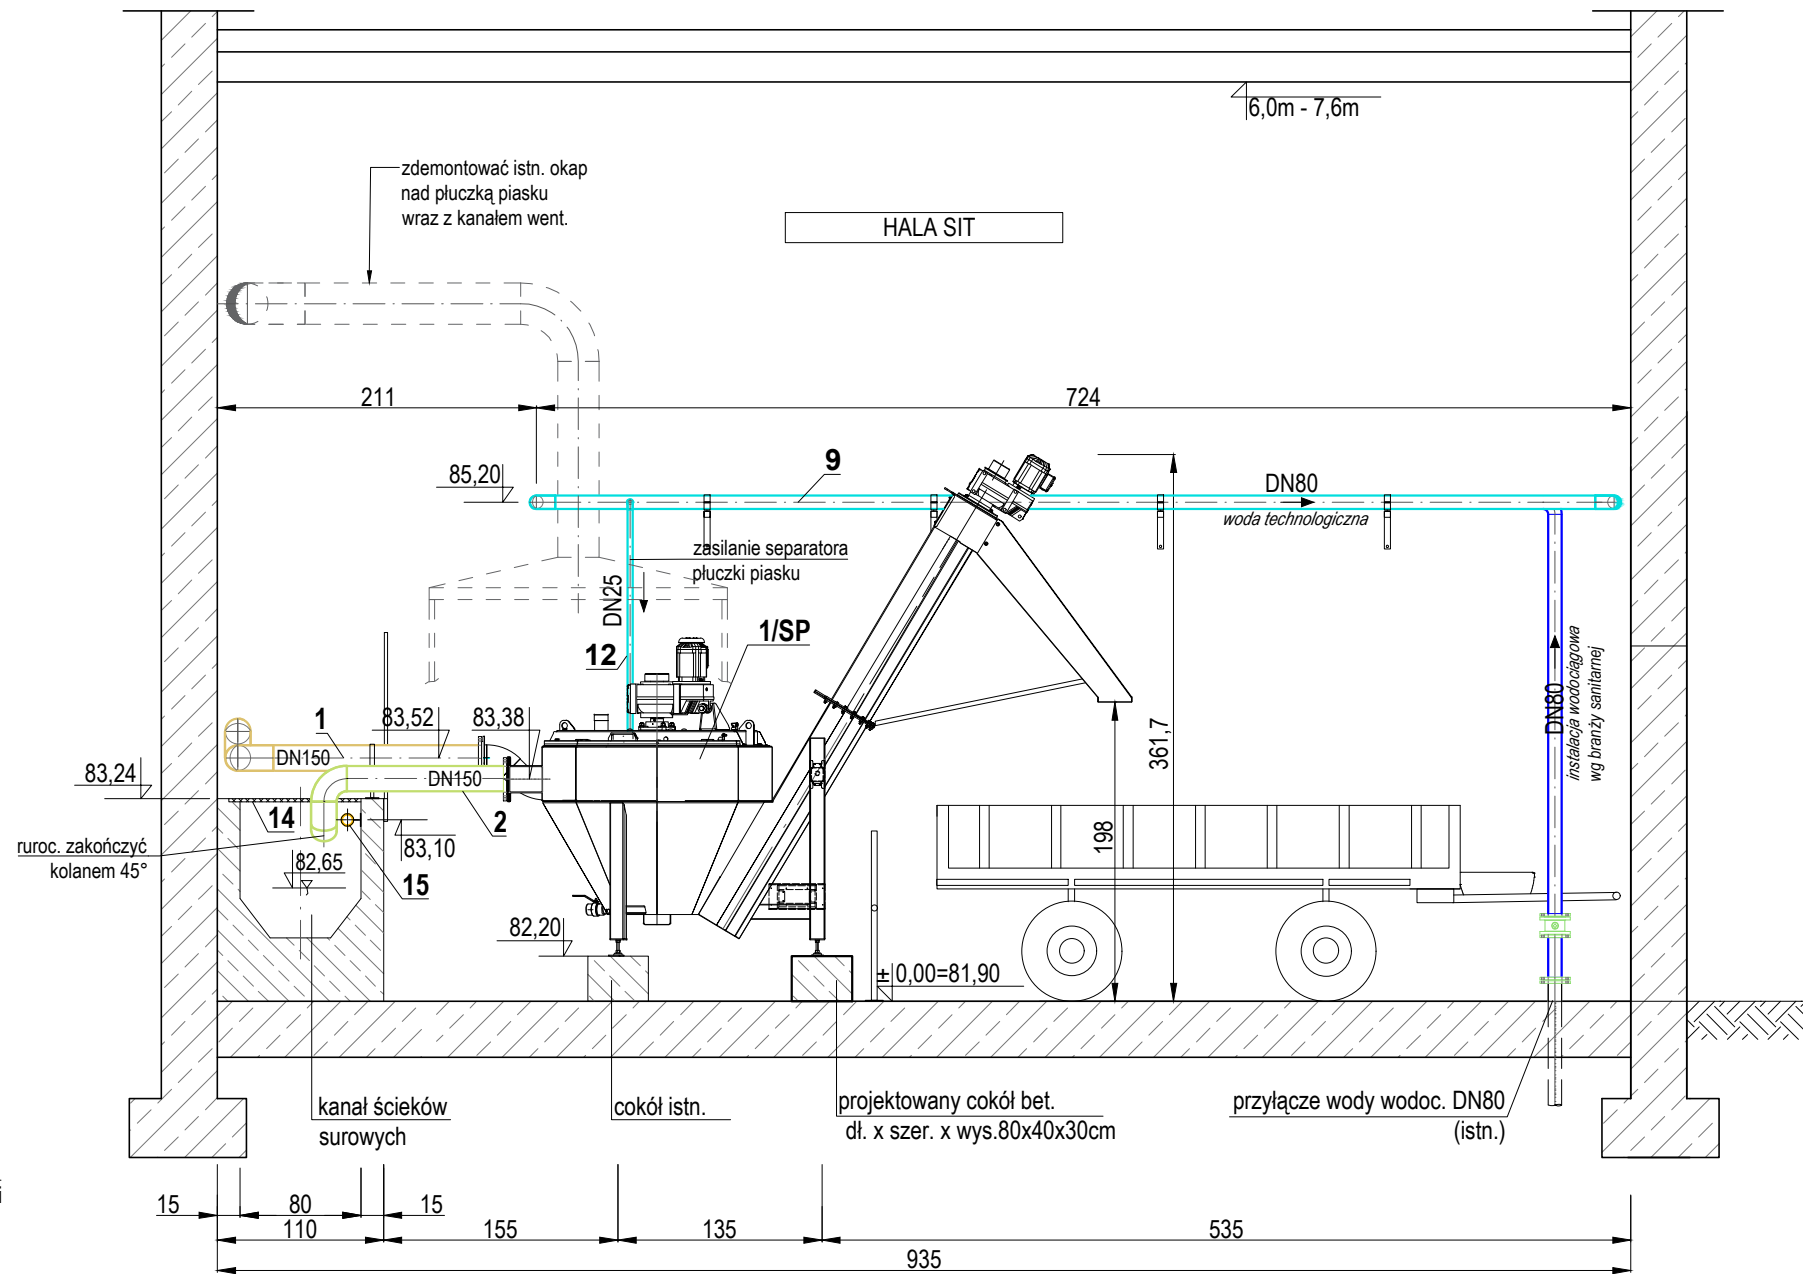 6,0m - 7,6m
zdemontować istn. okap
nad płuczką piasku
wraz z kanałem went.
HALA SIT
211
724
85,20
9
DN80
woda technologiczna
zasilanie separatora
płuczki piasku
DN25
12
1/SP
1
83,52
83,38
DN150
DN150
83,24
14
2
83,10
ruroc. zakończyć
kolanem 45°
82,65
15
82,20
± 0,00=81,90
361,7
198
DN80
instalacja wodociągowa
wg branży sanitarnej
kanał ścieków
surowych
cokół istn.
projektowany cokół bet.
dł. x szer. x wys.80x40x30cm
przyłącze wody wodoc. DN80
(istn.)
15
80
15
110
155
135
535
935